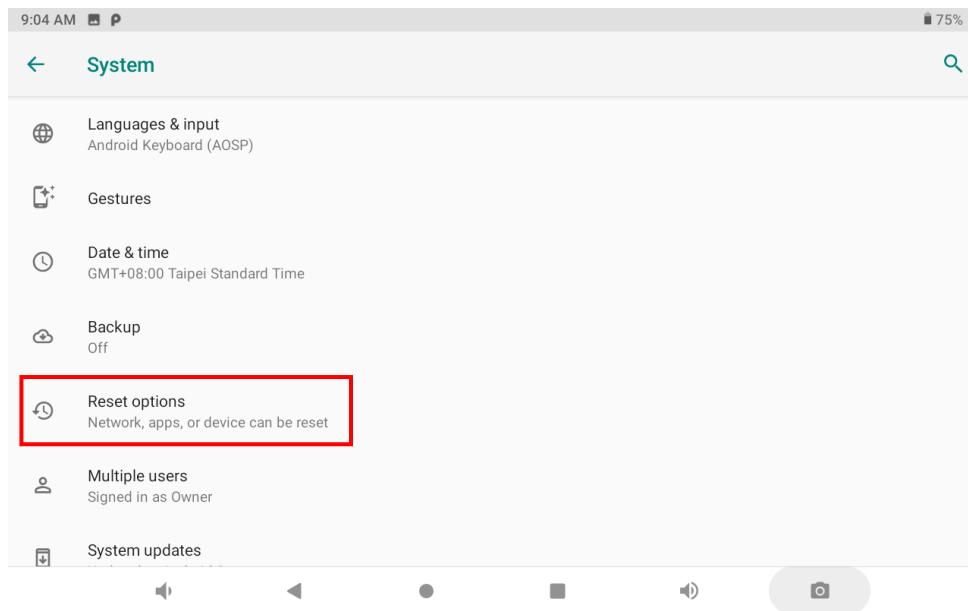 9:04 AM 75%
System
Languages & input
Android Keyboard (AOSP)
Gestures
Date & time
GMT+08:00 Taipei Standard Time
Backup
Off
Reset options
Network, apps, or device can be reset
Multiple users
Signed in as Owner
System updates